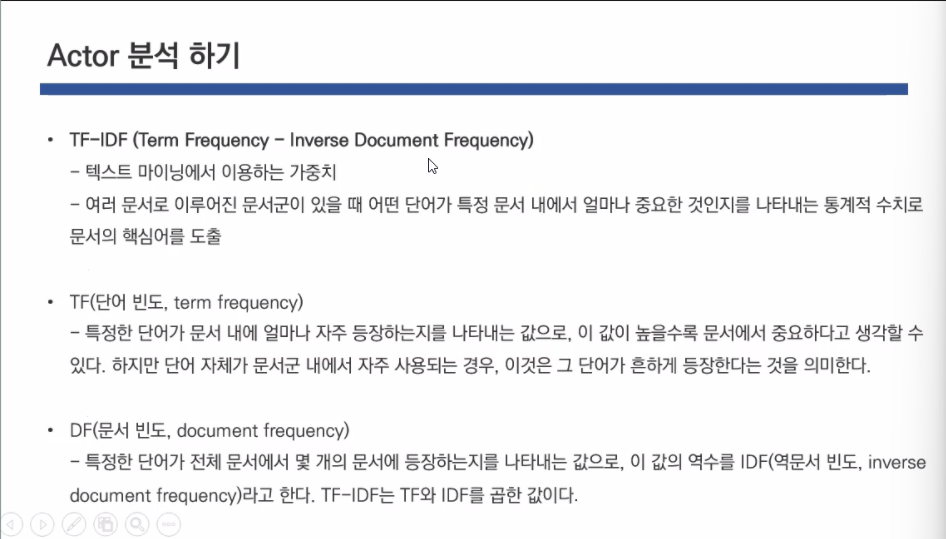 Actor 분석 하기
• TF-IDF (Term Frequency - Inverse Document Frequency)
- 텍스트 마이닝에서 이용하는 가중치
- 여러 문서로 이루어진 문서군이 있을 때 어떤 단어가 특정 문서 내에서 얼마나 중요한 것인지를 나타내는 통계적 수치로
문서의 핵심어를 도출
• TF(단어 빈도, term frequency)
- 특정한 단어가 문서 내에 얼마나 자주 등장하는지를 나타내는 값으로, 이 값이 높을수록 문서에서 중요하다고 생각할 수
있다. 하지만 단어 자체가 문서군 내에서 자주 사용되는 경우, 이것은 그 단어가 흔하게 등장한다는 것을 의미한다.
• DF(문서 빈도, document frequency)
- 특정한 단어가 전체 문서에서 몇 개의 문서에 등장하는지를 나타내는 값으로, 이 값의 역수를 IDF(역문서 빈도, inverse
document frequency)라고 한다. TF-IDF는 TF와 IDF를 곱한 값이다.